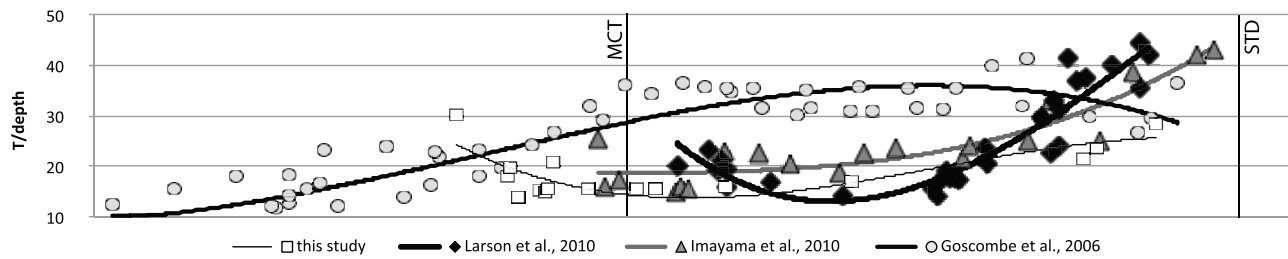 50
40
30
20
10
T/depth
MCT
STD
this study
Larson et al., 2010
Imayama et al., 2010
Goscombe et al., 2006